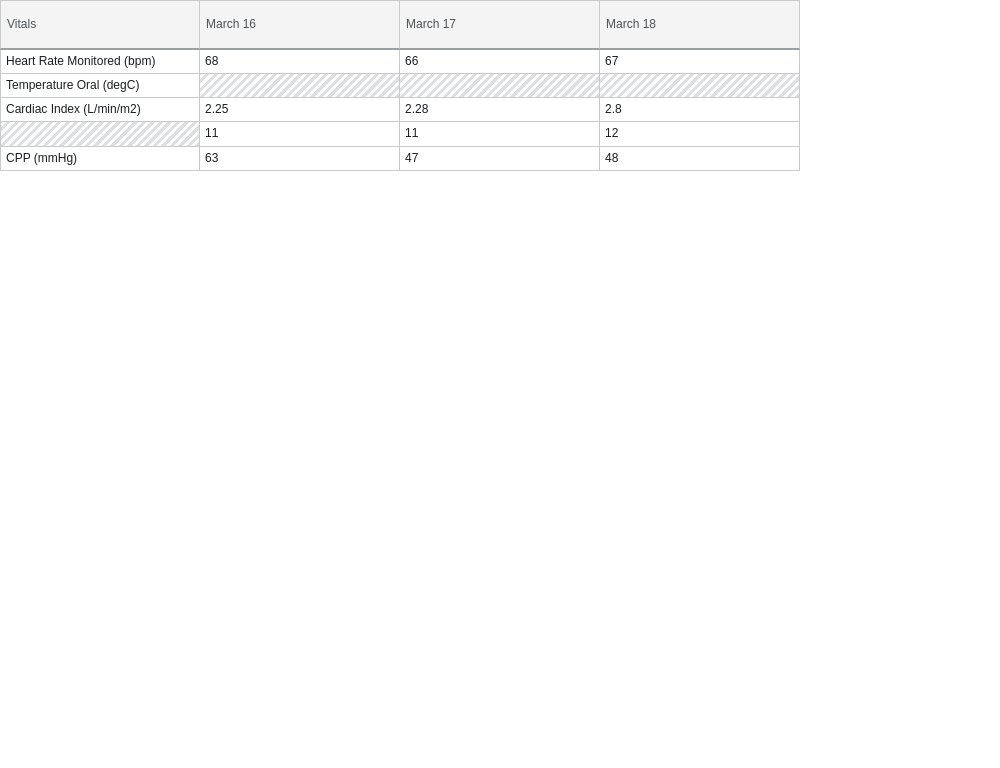 Vitals March 16 March 17 March 18
Heart Rate Monitored (bpm) 68 66 67
Temperature Oral (degC)
Cardiac Index (L/min/m2) 2.25 2.28 2.8
11 11 12
CPP (mmHg) 63 47 48